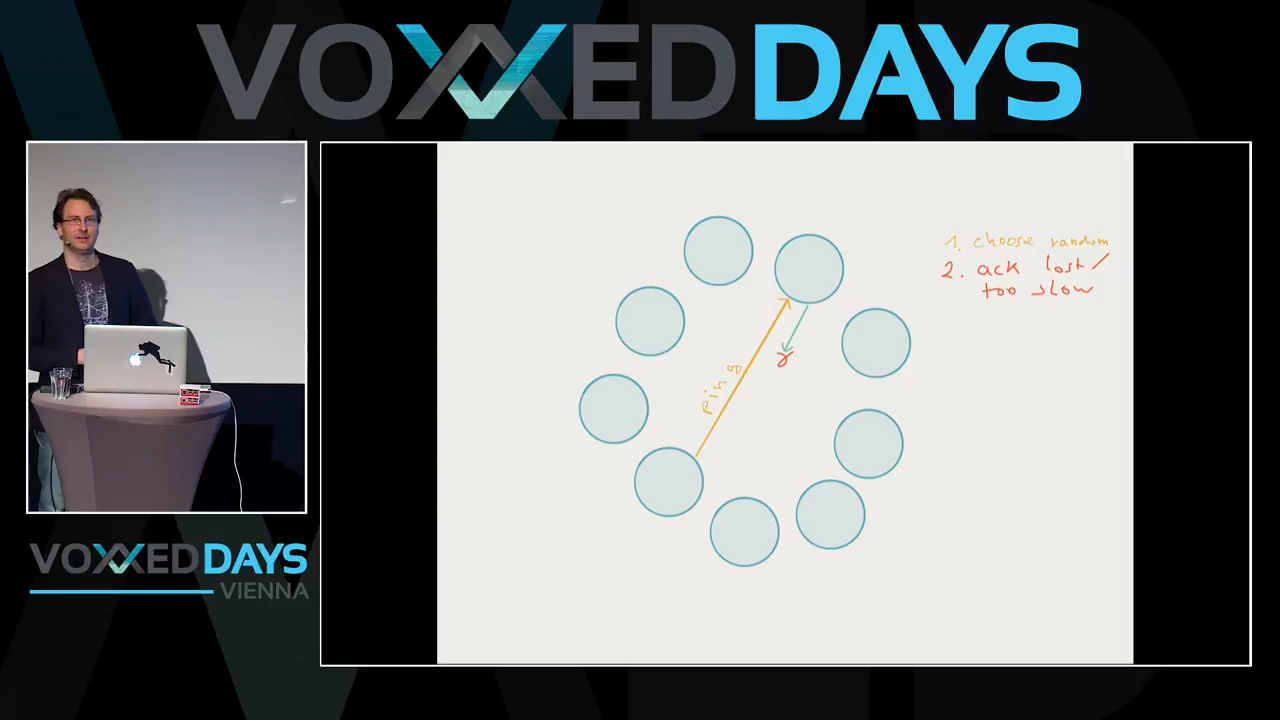 VOXXED DAYS
1. choose random
2. ack lost/
too slow
ping
VOXXED DAYS
VIENNA